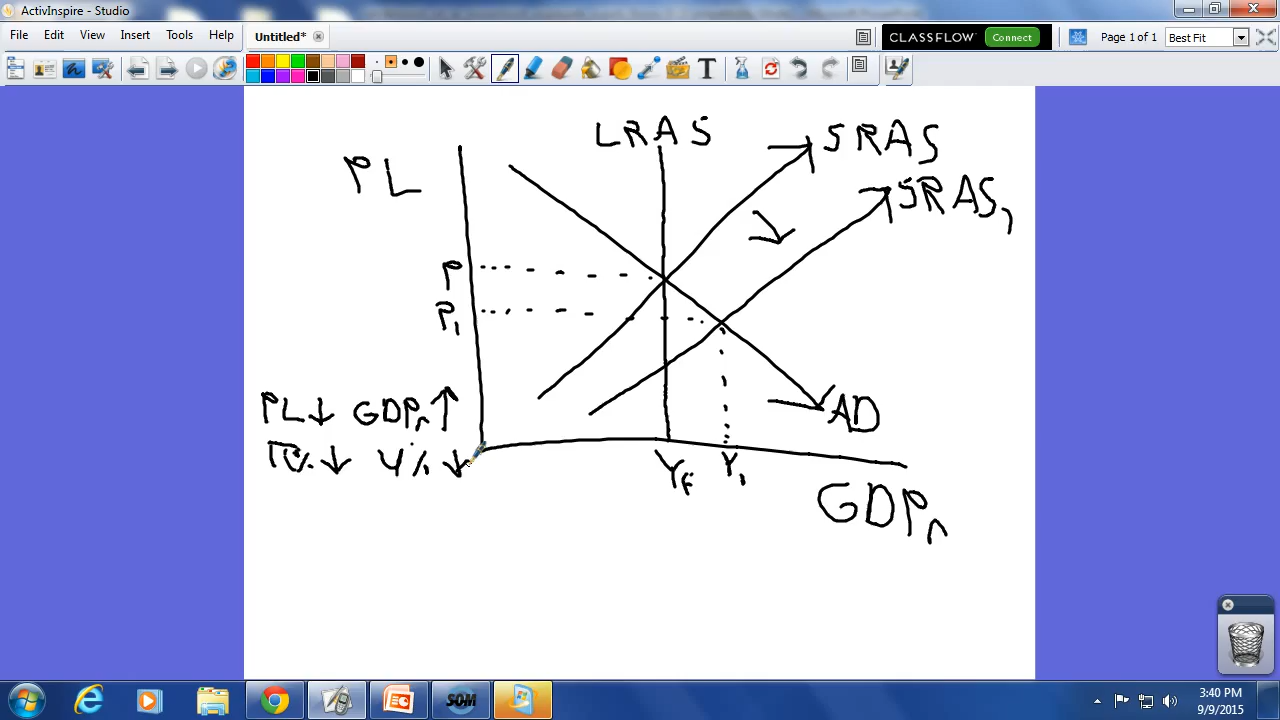 ActivInspire - Studio
File Edit View Insert Tools Help Untitled* CLASSFLOW Connect Page 1 of 1 Best Fit
LRAS
SRAS
PL
SRAS₁
P
P₁
PL↓ GDPr↑
AD
π%↓ u%↓
YF Y₁
GDPr
SOM
3:40 PM
9/9/2015